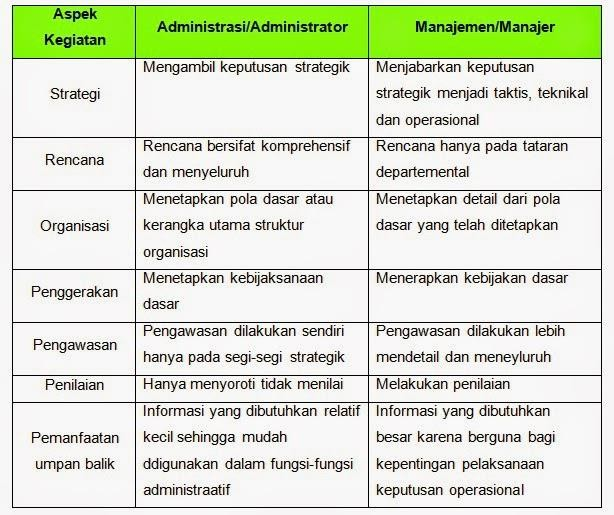 Aspek
Kegiatan
Administrasi/Administrator
Manajemen/Manajer
Strategi
Mengambil keputusan strategik
Menjabarkan keputusan
strategik menjadi taktis, teknikal
dan operasional
Rencana
Rencana bersifat komprehensif
dan menyeluruh
Rencana hanya pada tataran
departemental
Organisasi
Menetapkan pola dasar atau
kerangka utama struktur
organisasi
Menetapkan detail dari pola
dasar yang telah ditetapkan
Penggerakan
Menetapkan kebijaksanaan
dasar
Menerapkan kebijakan dasar
Pengawasan
Pengawasan dilakukan sendiri
hanya pada segi-segi strategik
Pengawasan dilakukan lebih
mendetail dan meneyluruh
Penilaian
Hanya menyoroti tidak menilai
Melakukan penilaian
Pemanfaatan
umpan balik
Informasi yang dibutuhkan relatif
kecil sehingga mudah
ddigunakan dalam fungsi-fungsi
administraatif
Informasi yang dibutuhkan
besar karena berguna bagi
kepentingan pelaksanaan
keputusan operasional